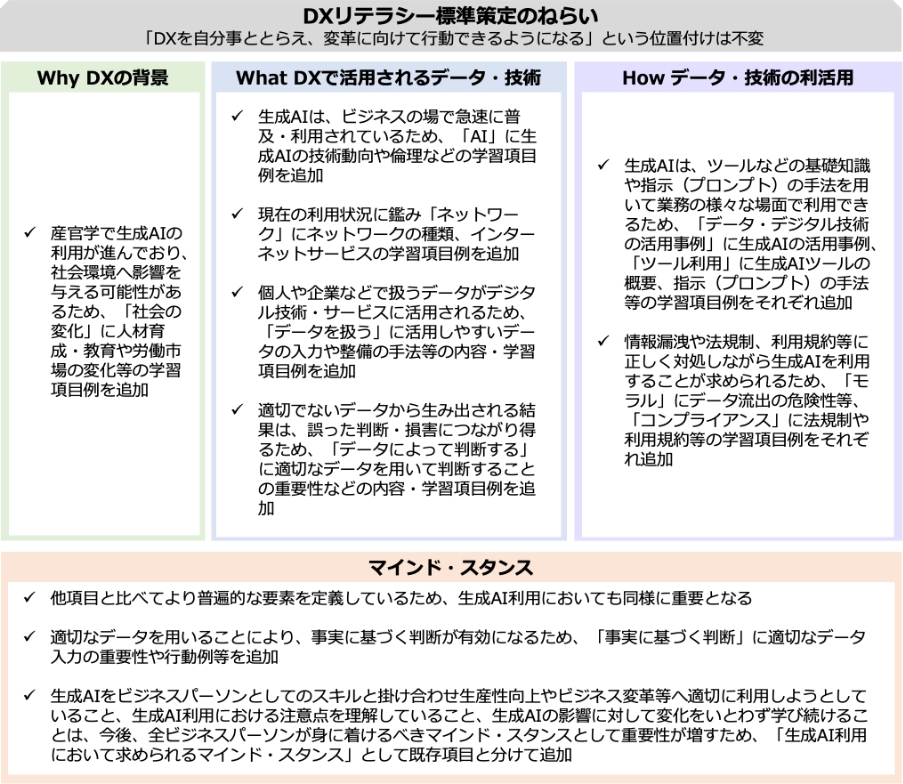 DXリテラシー標準策定のねらい
「DXを自分事ととらえ、変革に向けて行動できるようになる」という位置付けは不変
Why DXの背景
✓ 産官学で生成AIの
利用が進んでおり、
社会環境へ影響を
与える可能性があ
るため、「社会の
変化」に人材育
成・教育や労働市
場の変化等の学習
項目例を追加
What DXで活用されるデータ・技術
✓ 生成AIは、ビジネスの場で急速に普
及・利用されているため、「AI」に生
成AIの技術動向や倫理などの学習項目
例を追加
✓ 現在の利用状況に鑑み「ネットワー
ク」にネットワークの種類、インター
ネットサービスの学習項目例を追加
✓ 個人や企業などで扱うデータがデジタ
ル技術・サービスに活用されるため、
「データを扱う」に活用しやすいデー
タの入力や整備の手法等の内容・学習
項目例を追加
✓ 適切でないデータから生み出される結
果は、誤った判断・損害につながり得
るため、「データによって判断する」
に適切なデータを用いて判断すること
の重要性などの内容・学習項目例を追
加
How データ・技術の利活用
✓ 生成AIは、ツールなどの基礎知識
や指示（プロンプト）の手法を用
いて業務の様々な場面で利用でき
るため、「データ・デジタル技術
の活用事例」に生成AIの活用事例、
「ツール利用」に生成AIツールの
概要、指示（プロンプト）の手法
等の学習項目例をそれぞれ追加
✓ 情報漏洩や法規制、利用規約等に
正しく対処しながら生成AIを利用
することが求められるため、「モ
ラル」にデータ流出の危険性等、
「コンプライアンス」に法規制や
利用規約等の学習項目例をそれぞ
れ追加
マインド・スタンス
✓ 他項目と比べてより普遍的な要素を定義しているため、生成AI利用においても同様に重要となる
✓ 適切なデータを用いることにより、事実に基づく判断が有効になるため、「事実に基づく判断」に適切なデータ
入力の重要性や行動例等を追加
✓ 生成AIをビジネスパーソンとしてのスキルと掛け合わせ生産性向上やビジネス変革等へ適切に利用しようとして
いること、生成AI利用における注意点を理解していること、生成AIの影響に対して変化をいとわず学び続けるこ
とは、今後、全ビジネスパーソンが身に着けるべきマインド・スタンスとして重要性が増すため、「生成AI利用
において求められるマインド・スタンス」として既存項目と分けて追加